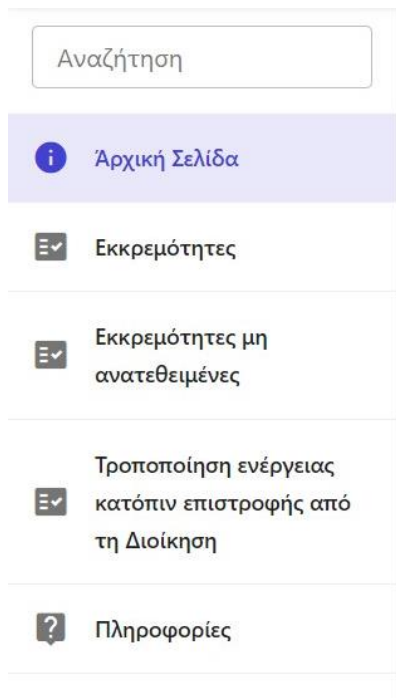 Αναζήτηση
Άρχική Σελίδα
Εκκρεμότητες
Εκκρεμότητες μη
ανατεθειμένες
Τροποποίηση ενέργειας
κατόπιν επιστροφής από
τη Διοίκηση
Πληροφορίες